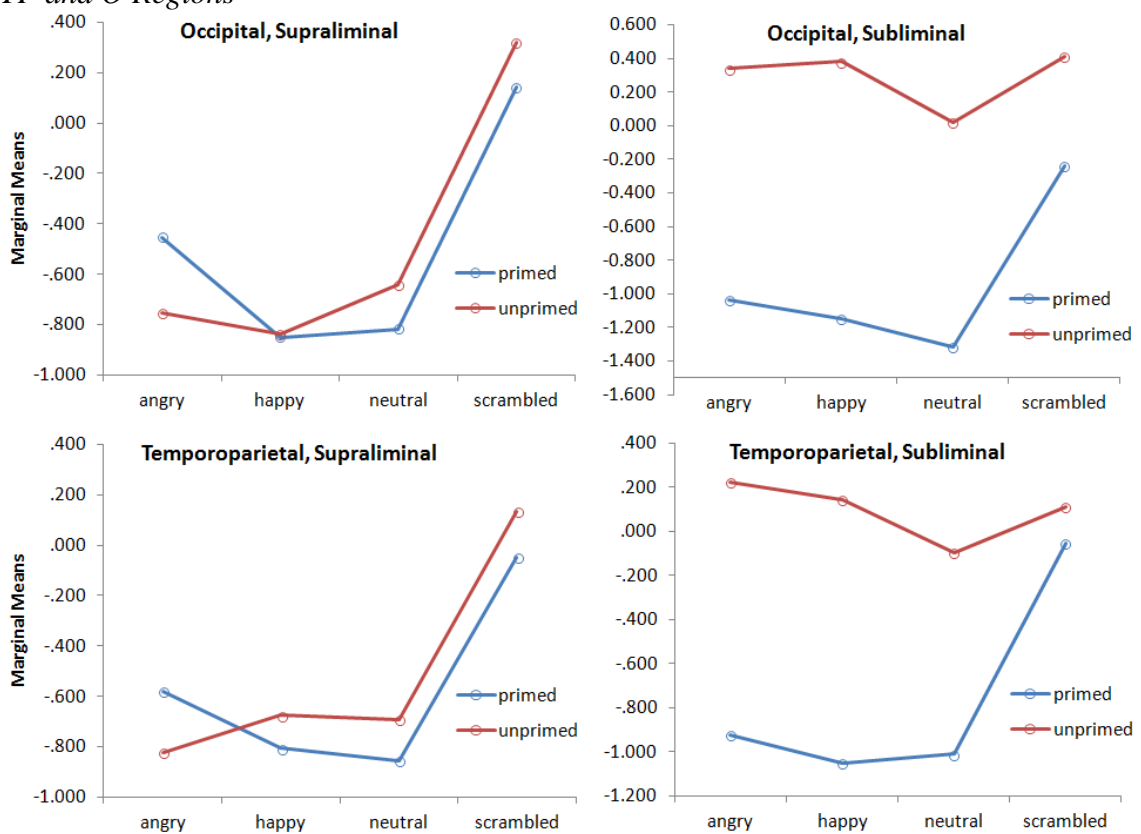 and O Regions
Occipital, Supraliminal
.400
.200
.000
-.200
-.400
-.600
-.800
-1.000
Marginal Means
primed
unprimed
angry happy neutral scrambled
Occipital, Subliminal
0.600
0.400
0.200
0.000
-0.200
-0.400
-0.600
-0.800
-1.000
-1.200
-1.400
-1.600
primed
unprimed
angry happy neutral scrambled
Temporoparietal, Supraliminal
.400
.200
.000
-.200
-.400
-.600
-.800
-1.000
Marginal Means
primed
unprimed
angry happy neutral scrambled
Temporoparietal, Subliminal
.400
.200
.000
-.200
-.400
-.600
-.800
-1.000
-1.200
primed
unprimed
angry happy neutral scrambled